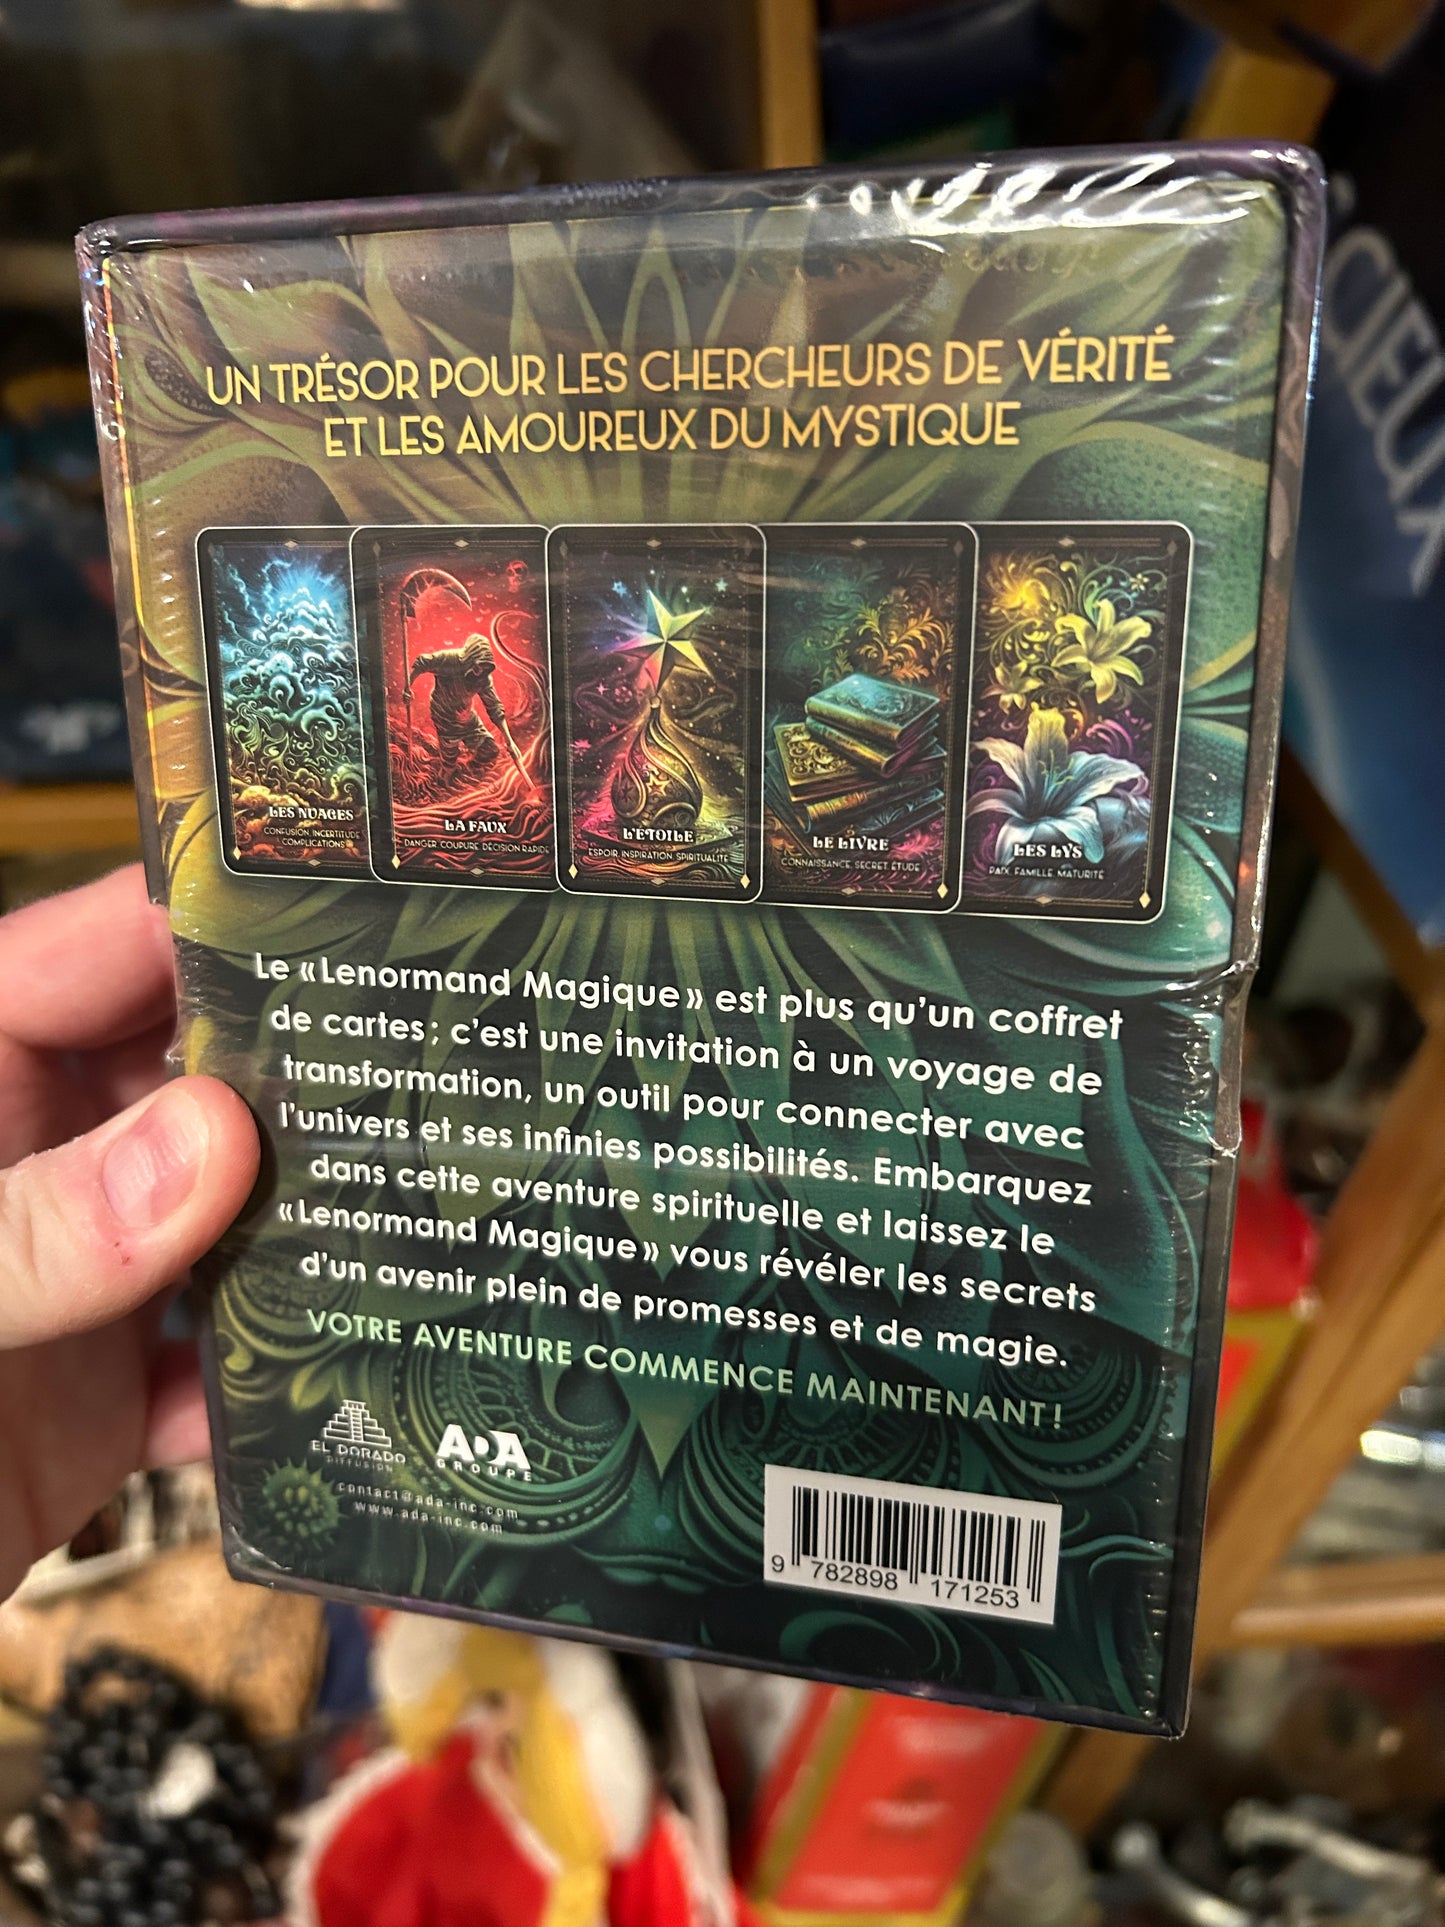 UN TRÉSOR POUR LES CHERCHEURS DE VÉRITÉ
ET LES AMOUREUX DU MYSTIQUE
LES NUAGES
CONFUSION, INCERTITUDE
COMPLICATIONS
LA FAUX
DANGER, COUPURE, DÉCISION RAPIDE
L'ÉTOILE
ESPOIR, INSPIRATION, SPIRITUALITÉ
LE LIVRE
CONNAISSANCE, SECRET, ÉTUDE
LES LYS
PAIX, FAMILLE, MATURITÉ
Le «Lenormand Magique» est plus qu'un coffret
de cartes; c'est une invitation à un voyage de
transformation, un outil pour connecter avec
l'univers et ses infinies possibilités. Embarquez
dans cette aventure spirituelle et laissez le
«Lenormand Magique» vous révéler les secrets
d'un avenir plein de promesses et de magie.
VOTRE AVENTURE COMMENCE MAINTENANT!
EL DORADO
DIFFUSION
ADA
GROUPE
contact@ada-inc.com
www.ada-inc.com
9 782898 171253
CIEUX